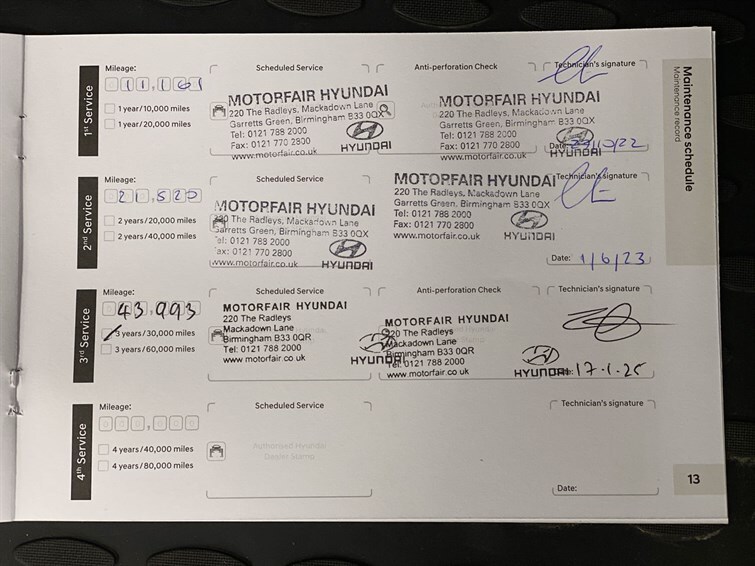 Maintenance schedule
Maintenance record
1st Service
Mileage:
11,161
1 year/10,000 miles
1 year/20,000 miles
Scheduled Service
MOTORFAIR HYUNDAI
220 The Radleys, Mackadown Lane
Garretts Green, Birmingham B33 0QX
Tel: 0121 788 2000
Fax: 0121 770 2800
www.motorfair.co.uk
HYUNDAI
Anti-perforation Check
MOTORFAIR HYUNDAI
220 The Radleys, Mackadown Lane
Garretts Green, Birmingham B33 0QX
Tel: 0121 788 2000
Fax: 0121 770 2800
www.motorfair.co.uk
HYUNDAI
Technician's signature
Date: /10/22
2nd Service
Mileage:
21,520
2 years/20,000 miles
2 years/40,000 miles
MOTORFAIR HYUNDAI
220 The Radleys, Mackadown Lane
Garretts Green, Birmingham B33 0QX
Tel: 0121 788 2000
Fax: 0121 770 2800
www.motorfair.co.uk
HYUNDAI
MOTORFAIR HYUNDAI
220 The Radleys, Mackadown Lane
Garretts Green, Birmingham B33 0QX
Tel: 0121 788 2000
Fax: 0121 770 2800
www.motorfair.co.uk
HYUNDAI
Technician's signature
Date: 1/6/23
3rd Service
Mileage:
43,993
3 years/30,000 miles
3 years/60,000 miles
Scheduled Service
MOTORFAIR HYUNDAI
220 The Radleys
Mackadown Lane
Birmingham B33 0QR
Tel: 0121 788 2000
www.motorfair.co.uk
HYUNDAI
Anti-perforation Check
MOTORFAIR HYUNDAI
220 The Radleys
Mackadown Lane
Birmingham B33 0QR
Tel: 0121 788 2000
www.motorfair.co.uk
HYUNDAI
Technician's signature
Date: 17.1.25
4th Service
Mileage:
4 years/40,000 miles
4 years/80,000 miles
Scheduled Service
Authorised Hyundai
Dealer Stamp
Technician's signature
Date:
13